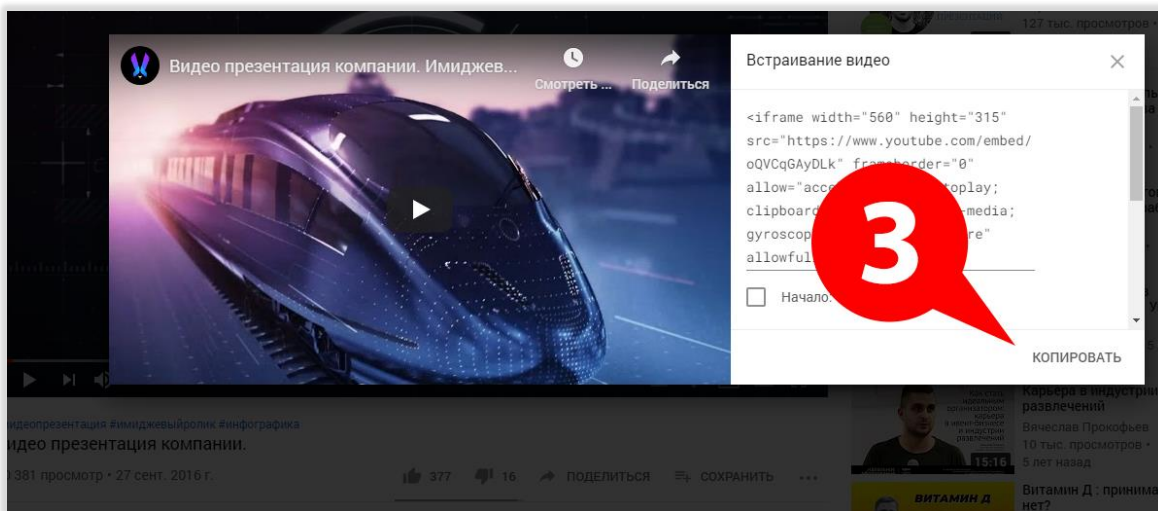 127 тыс. просмотров •
Видео презентация компании. Имиджев...
Смотреть ...
Поделиться
Встраивание видео
<iframe width="560" height="315"
src="https://www.youtube.com/embed/
oQVCqGAyDLk" frameborder="0"
allow="acce toplay;
clipboard -media;
gyroscop re"
allowful
3
Начало:
КОПИРОВАТЬ
#имиджевыйролик #инфографика
идео презентация компании.
381 просмотр • 27 сент. 2016 г.
377
16
ПОДЕЛИТЬСЯ
СОХРАНИТЬ
15:16
Карьера в индустрии
развлечений
Вячеслав Прокофьев
10 тыс. просмотров •
5 лет назад
ВИТАМИН Д
Витамин Д : принима
нет?